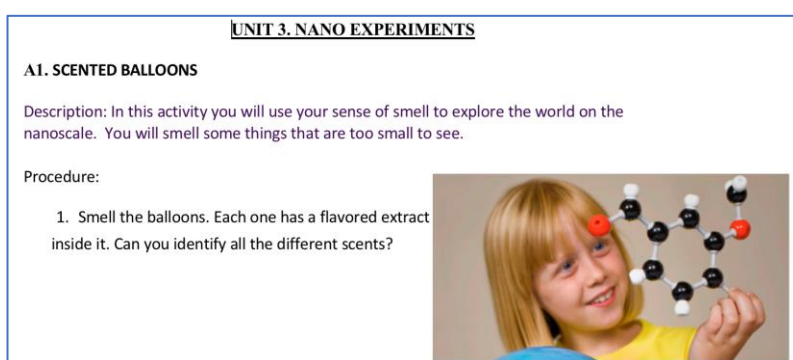 UNIT 3. NANO EXPERIMENTS
A1. SCENTED BALLOONS
Description: In this activity you will use your sense of smell to explore the world on the
nanoscale. You will smell some things that are too small to see.
Procedure:
1. Smell the balloons. Each one has a flavored extract
inside it. Can you identify all the different scents?